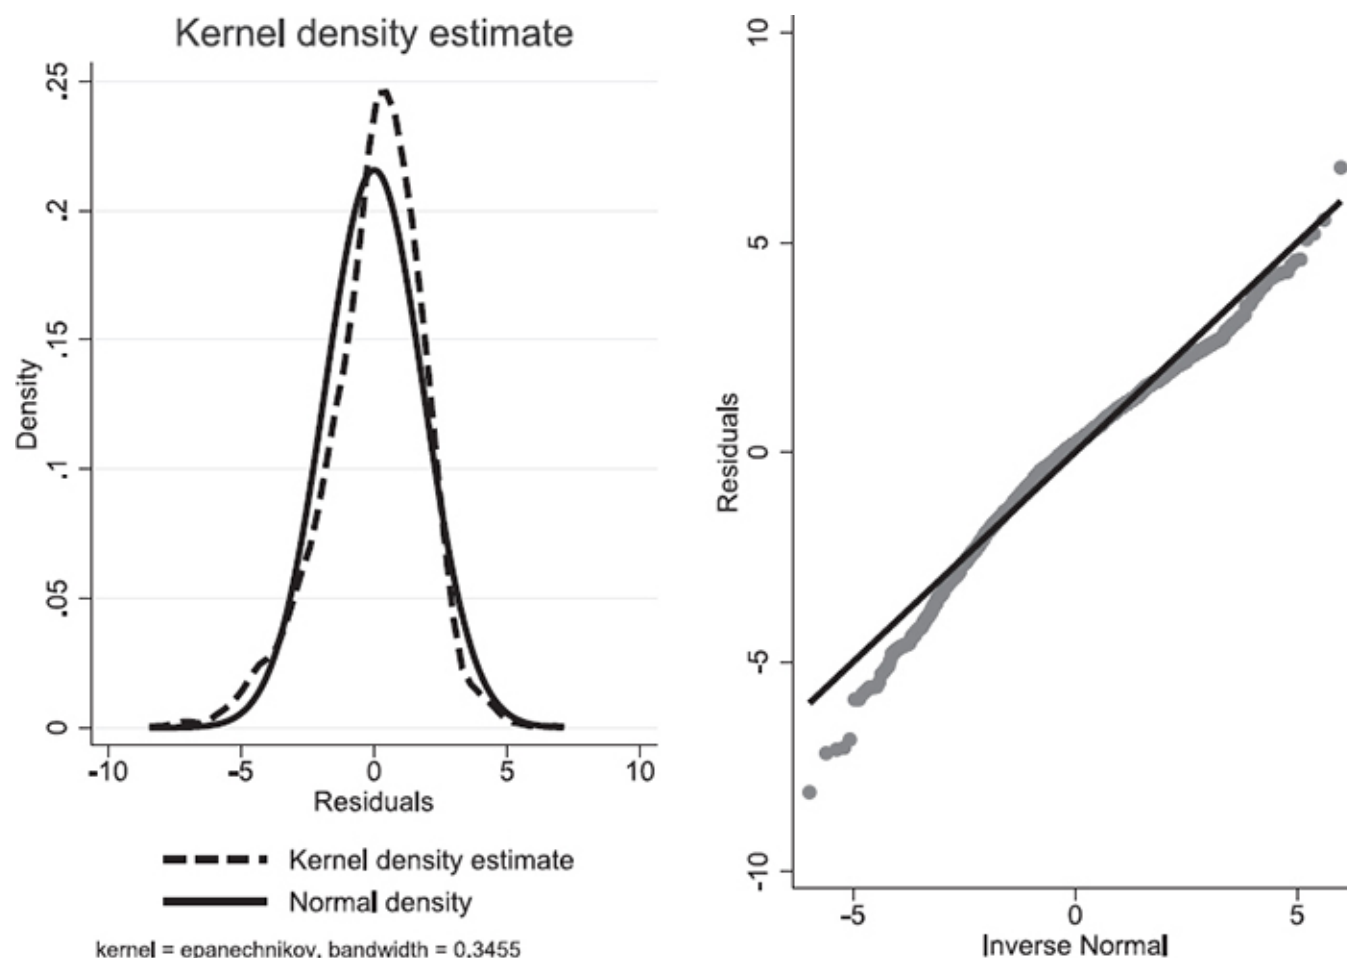 Kernel density estimate
.25
.2
.15
.1
.05
0
Density
-10 -5 0 5 10
Residuals
Kernel density estimate
Normal density
kernel = epanechnikov, bandwidth = 0.3455
10
5
0
-5
-10
Residuals
-5 0 5
Inverse Normal